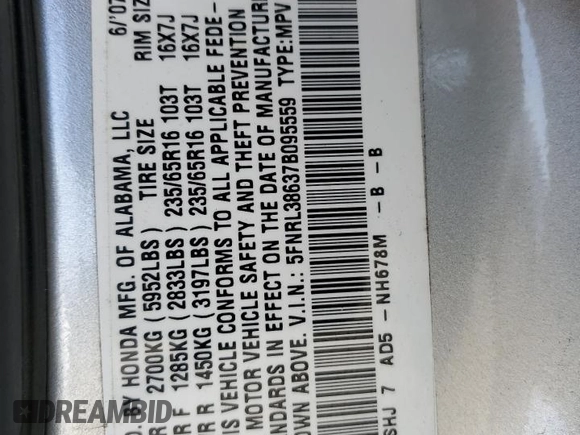 D. BY HONDA MFG. OF ALABAMA, LLC 6/'07
R 2700KG (5952LBS) TIRE SIZE RIM SIZ
R F 1285KG (2833LBS) 235/65R16 103T 16X7J
R R 1450KG (3197LBS) 235/65R16 103T 16X7J
IS VEHICLE CONFORMS TO ALL APPLICABLE FEDE-
MOTOR VEHICLE SAFETY AND THEFT PREVENTION
NDARDS IN EFFECT ON THE DATE OF MANUFACTUR
OWN ABOVE. V.I.N.: 5FNRL38637B095559 TYPE:MPV
SHJ 7 AD5 -NH678M -B -B
DREAMBID